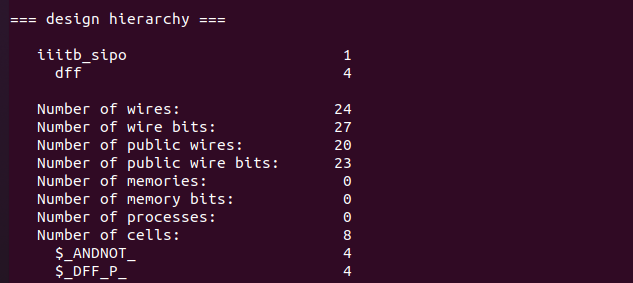 === design hierarchy ===
iiitb_sipo 1
dff 4
Number of wires: 24
Number of wire bits: 27
Number of public wires: 20
Number of public wire bits: 23
Number of memories: 0
Number of memory bits: 0
Number of processes: 0
Number of cells: 8
$_ANDNOT_ 4
$_DFF_P_ 4